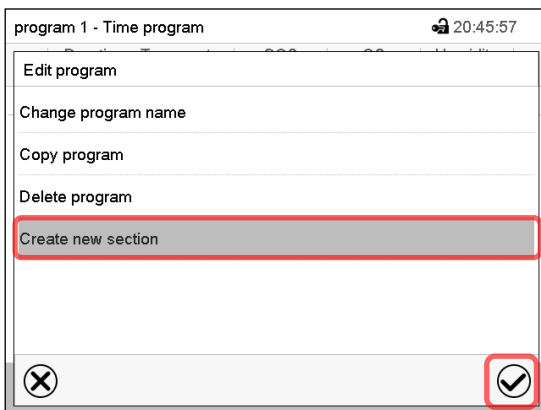 program 1 - Time program 20:45:57
Edit program
Change program name
Copy program
Delete program
Create new section